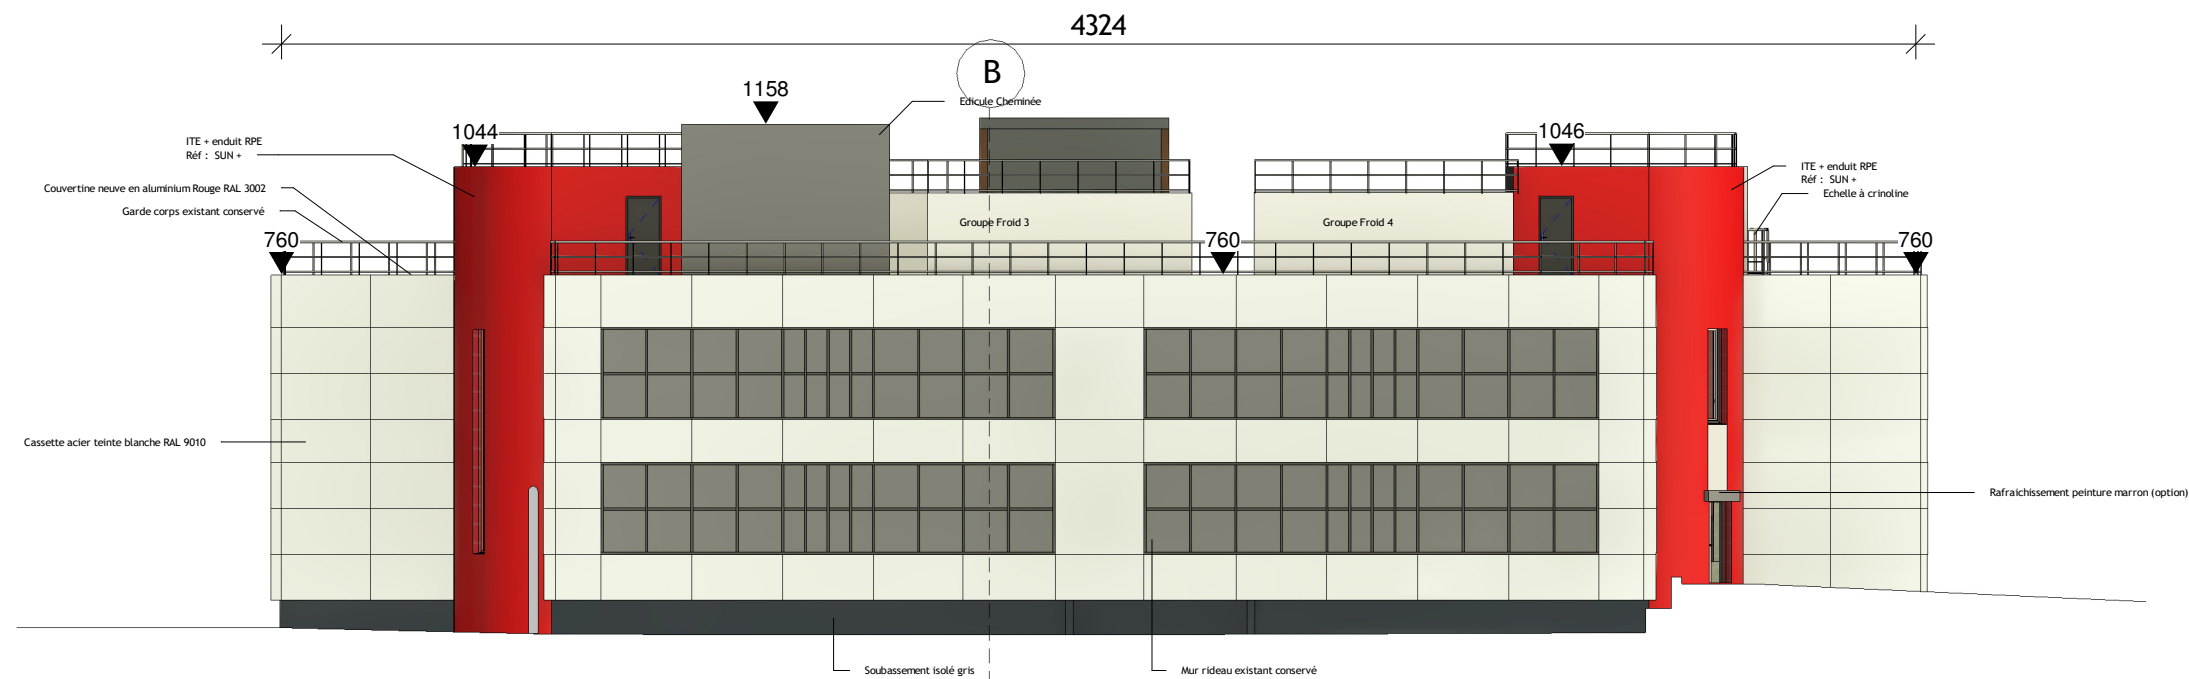 4324
B
1158
Edicule Cheminée
1044
1046
ITE + enduit RPE
Réf : SUN +
ITE + enduit RPE
Réf : SUN +
Couvertine neuve en aluminium Rouge RAL 3002
Echelle à crinoline
Garde corps existant conservé
Groupe Froid 3
Groupe Froid 4
760
760
760
Cassette acier teinte blanche RAL 9010
Rafraichissement peinture marron (option)
Soubassement isolé gris
Mur rideau existant conservé